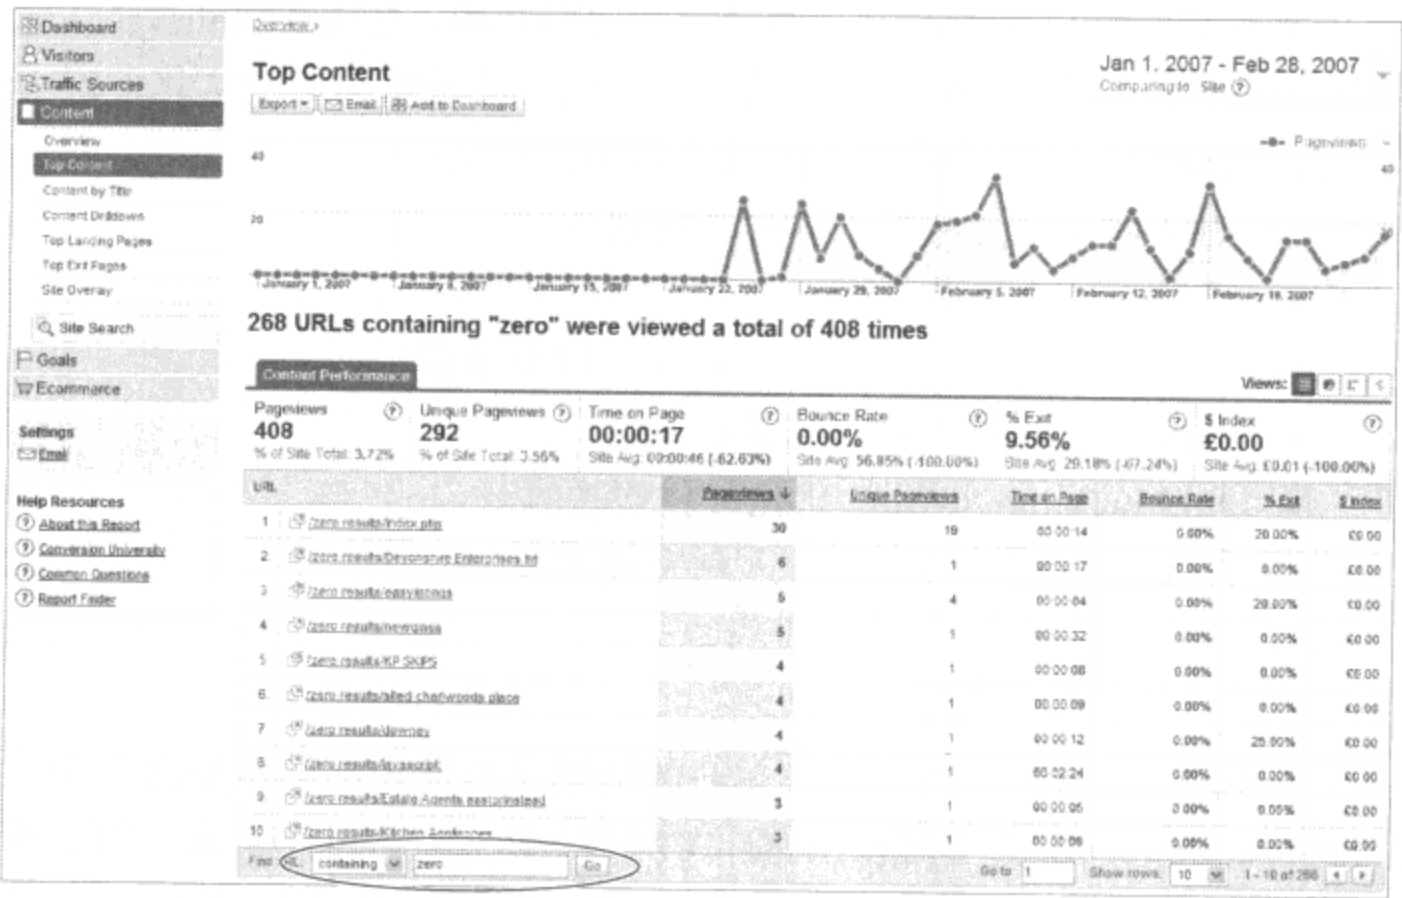 Dashboard
Visitors
Traffic Sources
Content
Overview
Top Content
Content by Title
Content Drilldown
Top Landing Pages
Top Exit Pages
Site Overlay
Site Search
Goals
Ecommerce
Settings
Email
Help Resources
About this Report
Conversion University
Common Questions
Report Finder
Overview >
Top Content
Export Email Add to Dashboard
Jan 1, 2007 - Feb 28, 2007
Comparing to: Site
Pageviews
40 40
20
January 1, 2007 January 8, 2007 January 15, 2007 January 22, 2007 January 29, 2007 February 5, 2007 February 12, 2007 February 19, 2007
268 URLs containing "zero" were viewed a total of 408 times
Content Performance
Views:
Pageviews
408
% of Site Total: 3.72%
Unique Pageviews
292
% of Site Total: 3.56%
Time on Page
00:00:17
Site Avg: 00:00:46 (-62.63%)
Bounce Rate
0.00%
Site Avg: 56.85% (-100.00%)
% Exit
9.56%
Site Avg: 29.18% (-67.24%)
$ Index
£0.00
Site Avg: £0.01 (-100.00%)
URL Pageviews Unique Pageviews Time on Page Bounce Rate % Exit $ Index
1. /zero results/index.php 30 19 00:00:14 0.00% 20.00% £0.00
2. /zero results/Devonshire Enterprises ltd 6 1 00:00:17 0.00% 0.00% £0.00
3. /zero results/ 5 4 00:00:04 0.00% 20.00% £0.00
4. /zero results/ 5 1 00:00:32 0.00% 0.00% £0.00
5. /zero results/KP SKIPS 4 1 00:00:08 0.00% 0.00% £0.00
6. /zero results/allied charlwoods place 4 1 00:00:09 0.00% 0.00% £0.00
7. /zero results/downey 4 1 00:00:12 0.00% 25.00% £0.00
8. /zero results/javascript 4 1 00:02:24 0.00% 0.00% £0.00
9. /zero results/Estate Agents eastgrinstead 3 1 00:00:05 0.00% 0.00% £0.00
10. /zero results/Kitchen Appliances 3 1 0.00% 0.00% £0.00
Find URL: containing zero Go Go to: 1 Show rows: 10 1 - 10 of 268